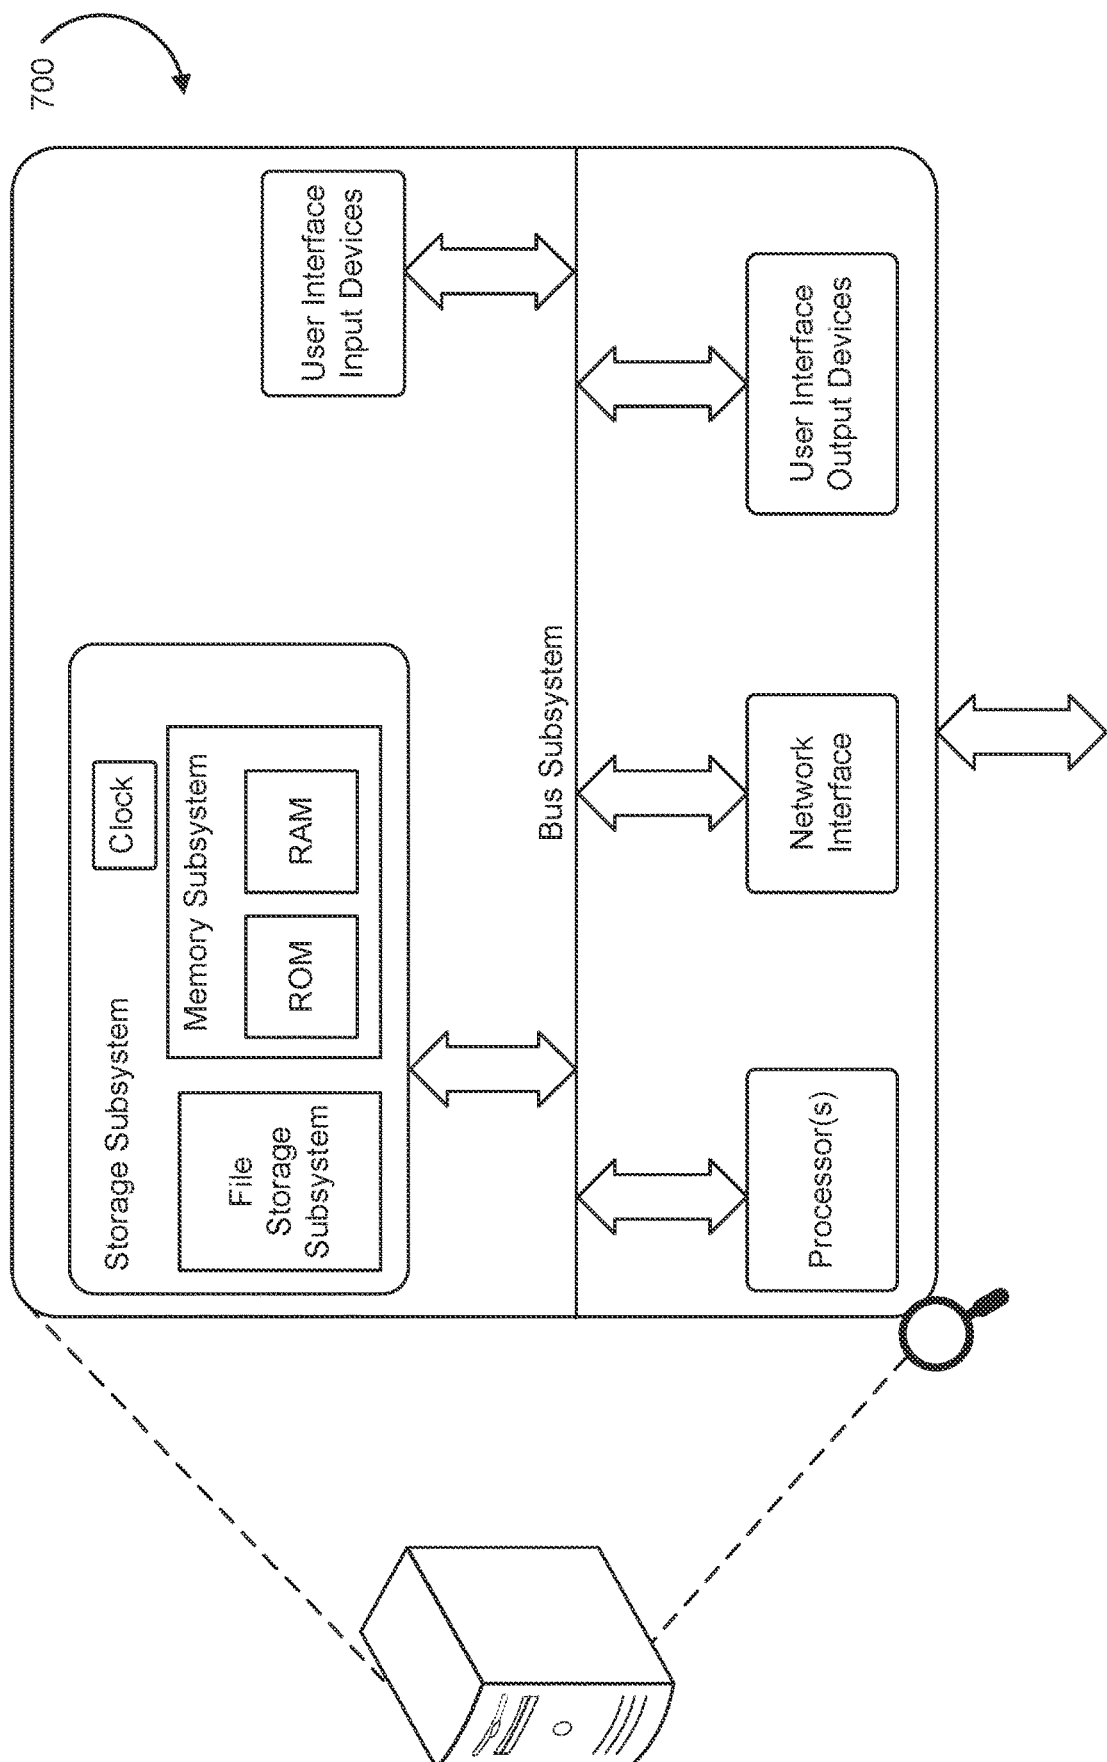 700
Storage Subsystem
Clock
Memory Subsystem
File
Storage
Subsystem
ROM
RAM
User Interface
Input Devices
Bus Subsystem
Processor(s)
Network
Interface
User Interface
Output Devices